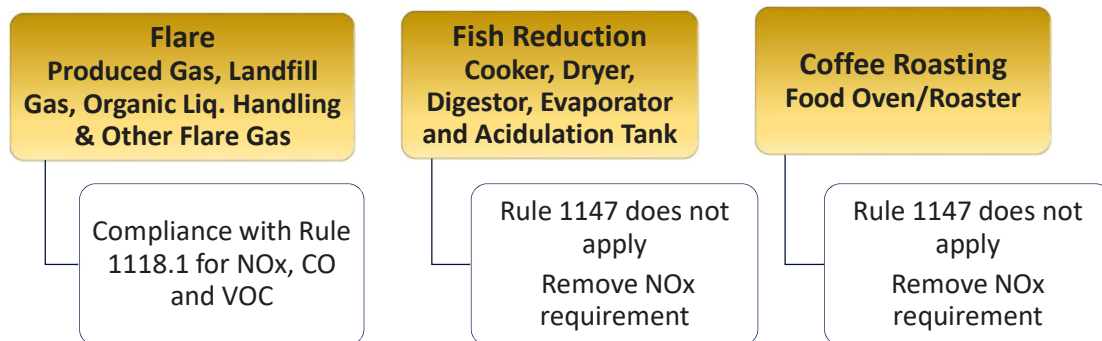 Flare
Produced Gas, Landfill
Gas, Organic Liq. Handling
& Other Flare Gas
Compliance with Rule
1118.1 for NOx, CO
and VOC
Fish Reduction
Cooker, Dryer,
Digestor, Evaporator
and Acidulation Tank
Rule 1147 does not
apply
Remove NOx
requirement
Coffee Roasting
Food Oven/Roaster
Rule 1147 does not
apply
Remove NOx
requirement